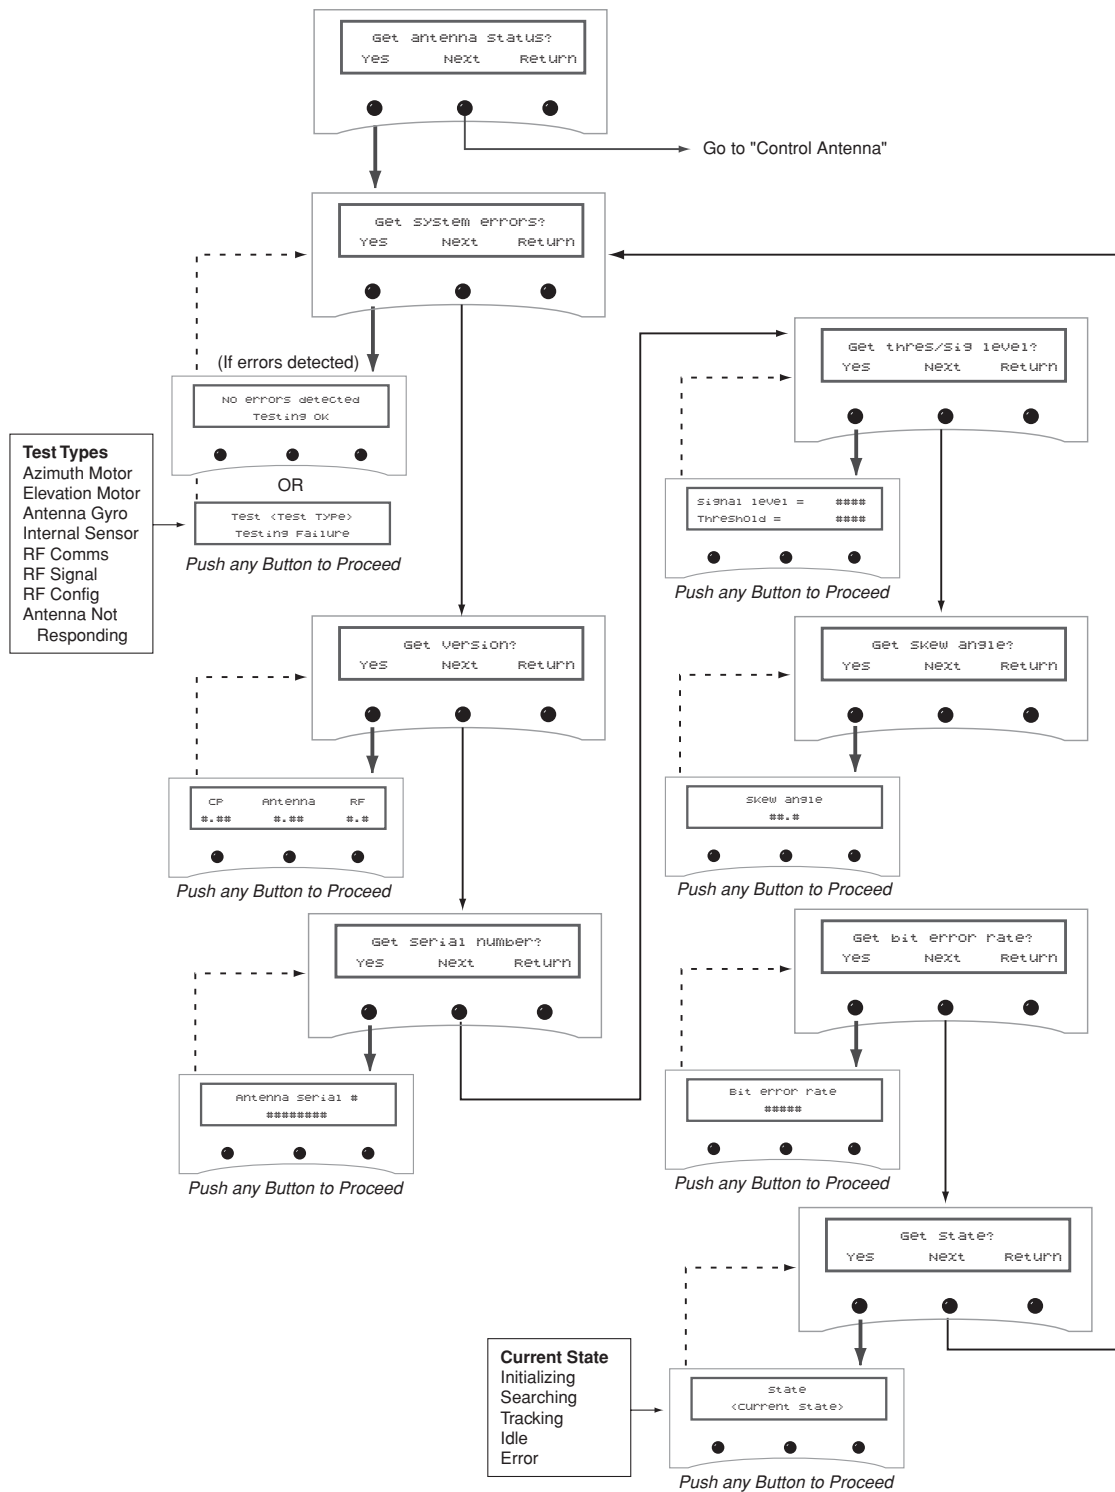 Get antenna status?
Yes Next Return
Go to "Control Antenna"
Get system errors?
Yes Next Return
(If errors detected)
No errors detected
Testing OK
OR
Test <Test Type>
Testing Failure
Push any Button to Proceed
Test Types
Azimuth Motor
Elevation Motor
Antenna Gyro
Internal Sensor
RF Comms
RF Signal
RF Config
Antenna Not
Responding
Get version?
Yes Next Return
CP Antenna RF
#.## #.## #.#
Push any Button to Proceed
Get serial number?
Yes Next Return
Antenna Serial #
########
Push any Button to Proceed
Get thres/sig level?
Yes Next Return
Signal level = ####
Threshold = ####
Push any Button to Proceed
Get skew angle?
Yes Next Return
Skew angle
##.#
Push any Button to Proceed
Get bit error rate?
Yes Next Return
Bit error rate
#####
Push any Button to Proceed
Get state?
Yes Next Return
Current State
Initializing
Searching
Tracking
Idle
Error
State
<Current State>
Push any Button to Proceed